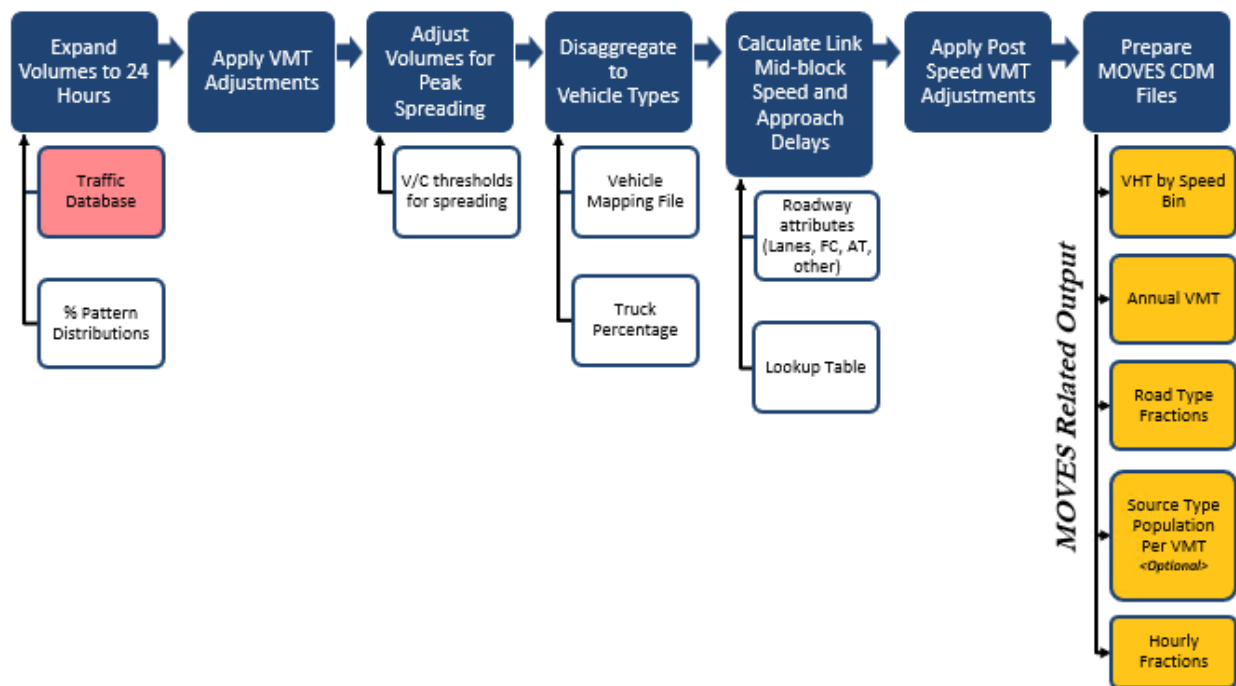 Expand
Volumes to 24
Hours
Apply VMT
Adjustments
Adjust
Volumes for
Peak
Spreading
Disaggregate
to
Vehicle Types
Calculate Link
Mid-block
Speed and
Approach
Delays
Apply Post
Speed VMT
Adjustments
Prepare
MOVES CDM
Files
Traffic
Database
% Pattern
Distributions
V/C thresholds
for spreading
Vehicle
Mapping File
Truck
Percentage
Roadway
attributes
(Lanes, FC, AT,
other)
Lookup Table
MOVES Related Output
VHT by Speed
Bin
Annual VMT
Road Type
Fractions
Source Type
Population
Per VMT
<Optional>
Hourly
Fractions